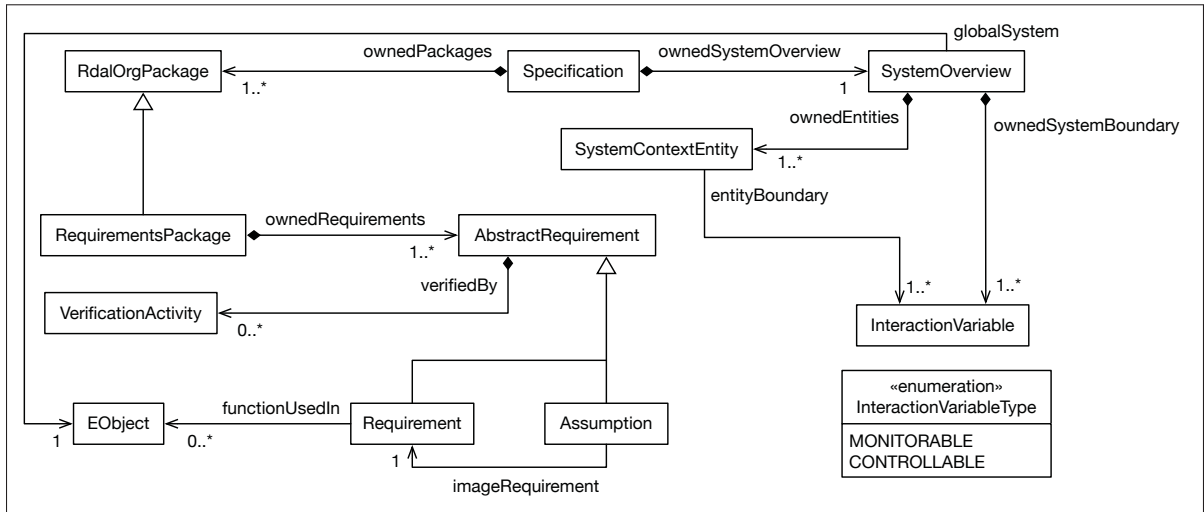 globalSystem
ownedPackages
ownedSystemOverview
RdalOrgPackage
Specification
SystemOverview
1..*
1
ownedEntities
ownedSystemBoundary
SystemContextEntity
1..*
entityBoundary
ownedRequirements
RequirementsPackage
AbstractRequirement
1..*
verifiedBy
VerificationActivity
0..*
1..*
1..*
InteractionVariable
«enumeration»
InteractionVariableType
MONITORABLE
CONTROLLABLE
functionUsedIn
EObject
Requirement
Assumption
1
0..*
1
imageRequirement